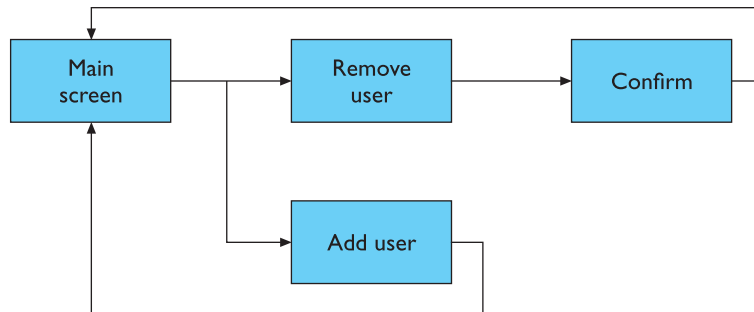 Main
screen
Remove
user
Confirm
Add user